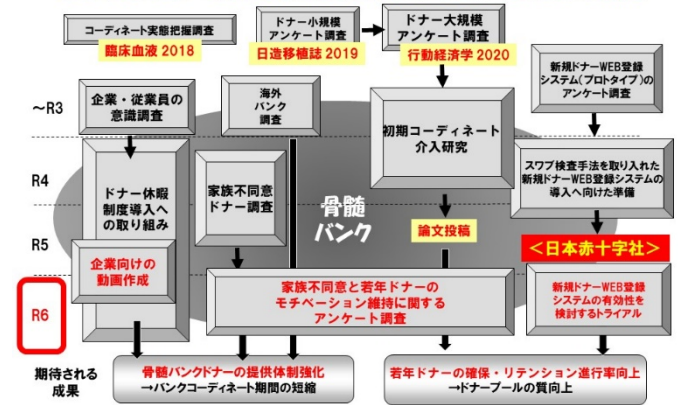 コーディネート実態把握調査
臨床血液 2018
ドナー小規模
アンケート調査
日造移植誌 2019
ドナー大規模
アンケート調査
行動経済学 2020
新規ドナーWEB登録
システム(プロトタイプ)の
アンケート調査
～R3
企業・従業員の
意識調査
海外
バンク
調査
初期コーディネート
介入研究
R4
ドナー休暇
制度導入へ
の取り組み
家族不同意
ドナー調査
骨髄
バンク
スワブ検査手法を取り入れた
新規ドナーWEB登録システムの
導入へ向けた準備
R5
論文投稿
＜日本赤十字社＞
企業向けの
動画作成
R6
家族不同意と若年ドナーの
モチベーション維持に関する
アンケート調査
新規ドナーWEB登録
システムの有効性を
検討するトライアル
期待される
成果
骨髄バンクドナーの提供体制強化
→バンクコーディネート期間の短縮
若年ドナーの確保・リテンション進行率向上
→ドナープールの質向上